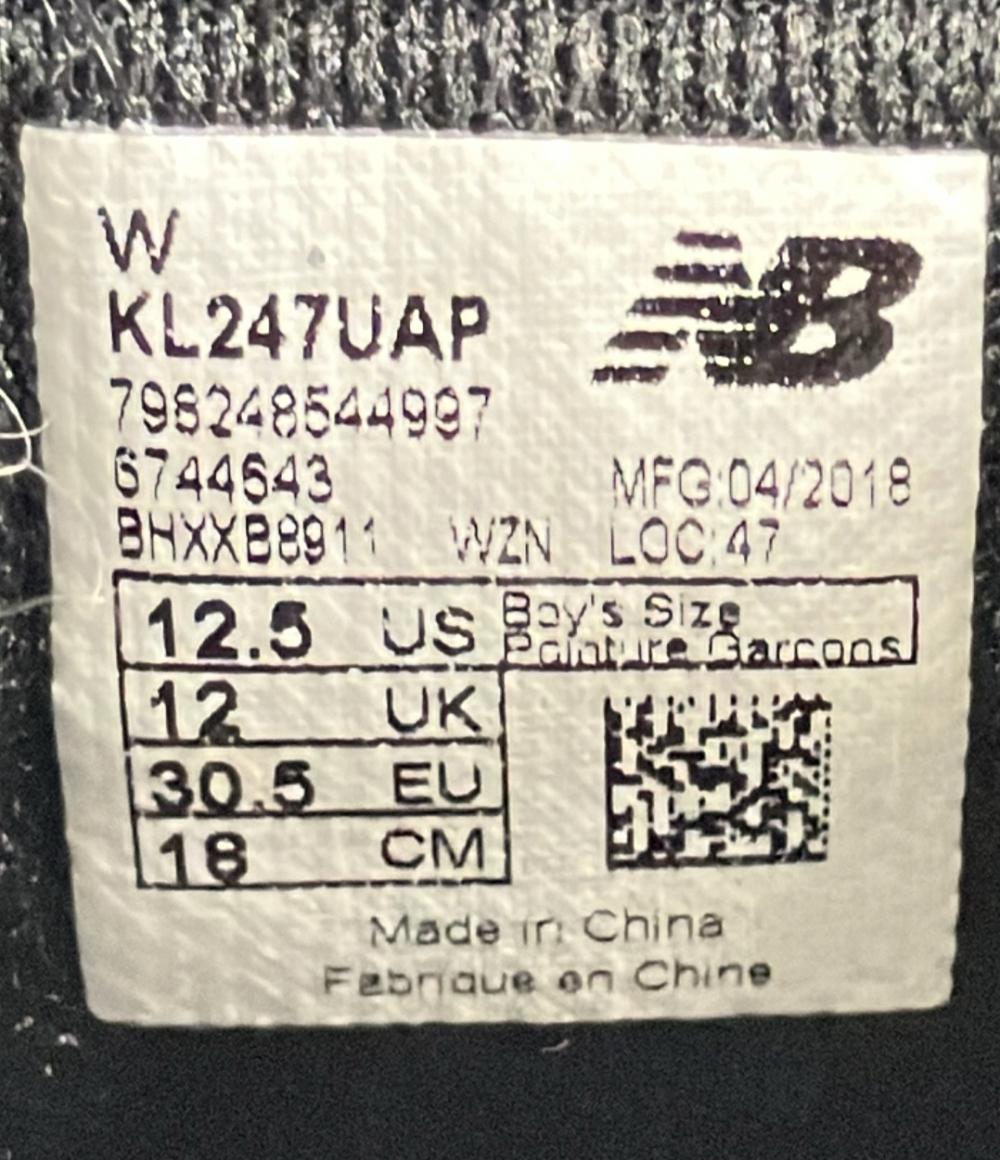 W
KL247UAP
NB
798248544997
6744643 MFG:04/2018
BHXXB8911 WZN LOC:47
12.5 US Boy's Size
Pointure Garcons
12 UK
30.5 EU
18 CM
Made in China
Fabrique en Chine